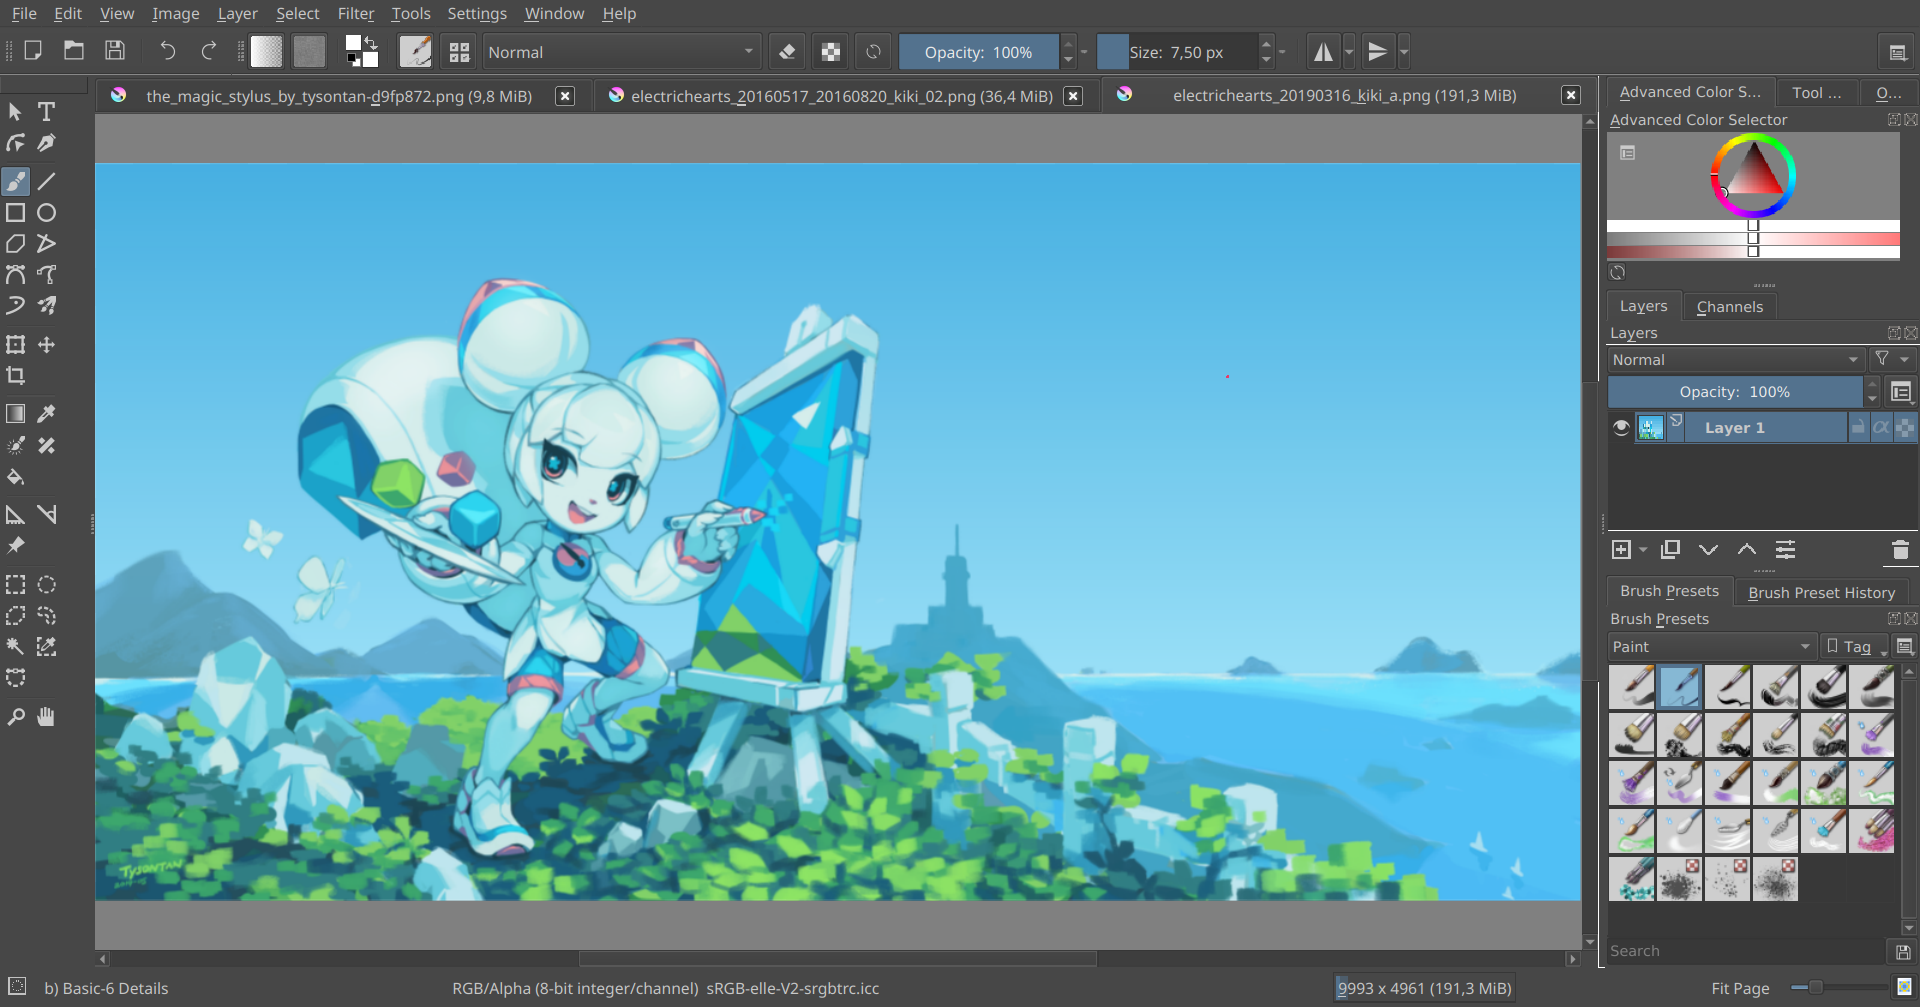 File Edit View Image Layer Select Filter Tools Settings Window Help
Normal Opacity: 100% Size: 7,50 px
the_magic_stylus_by_tysontan-d9fp872.png (9,8 MiB) electrichearts_20160517_20160820_kiki_02.png (36,4 MiB) electrichearts_20190316_kiki_a.png (191,3 MiB)
Advanced Color S... Tool ... O...
Advanced Color Selector
Layers Channels
Layers
Normal
Opacity: 100%
Layer 1
Brush Presets Brush Preset History
Brush Presets
Paint Tag
Search
TYSONTAN
b) Basic-6 Details RGB/Alpha (8-bit integer/channel) sRGB-elle-V2-srgbtrc.icc 9993 x 4961 (191,3 MiB) Fit Page